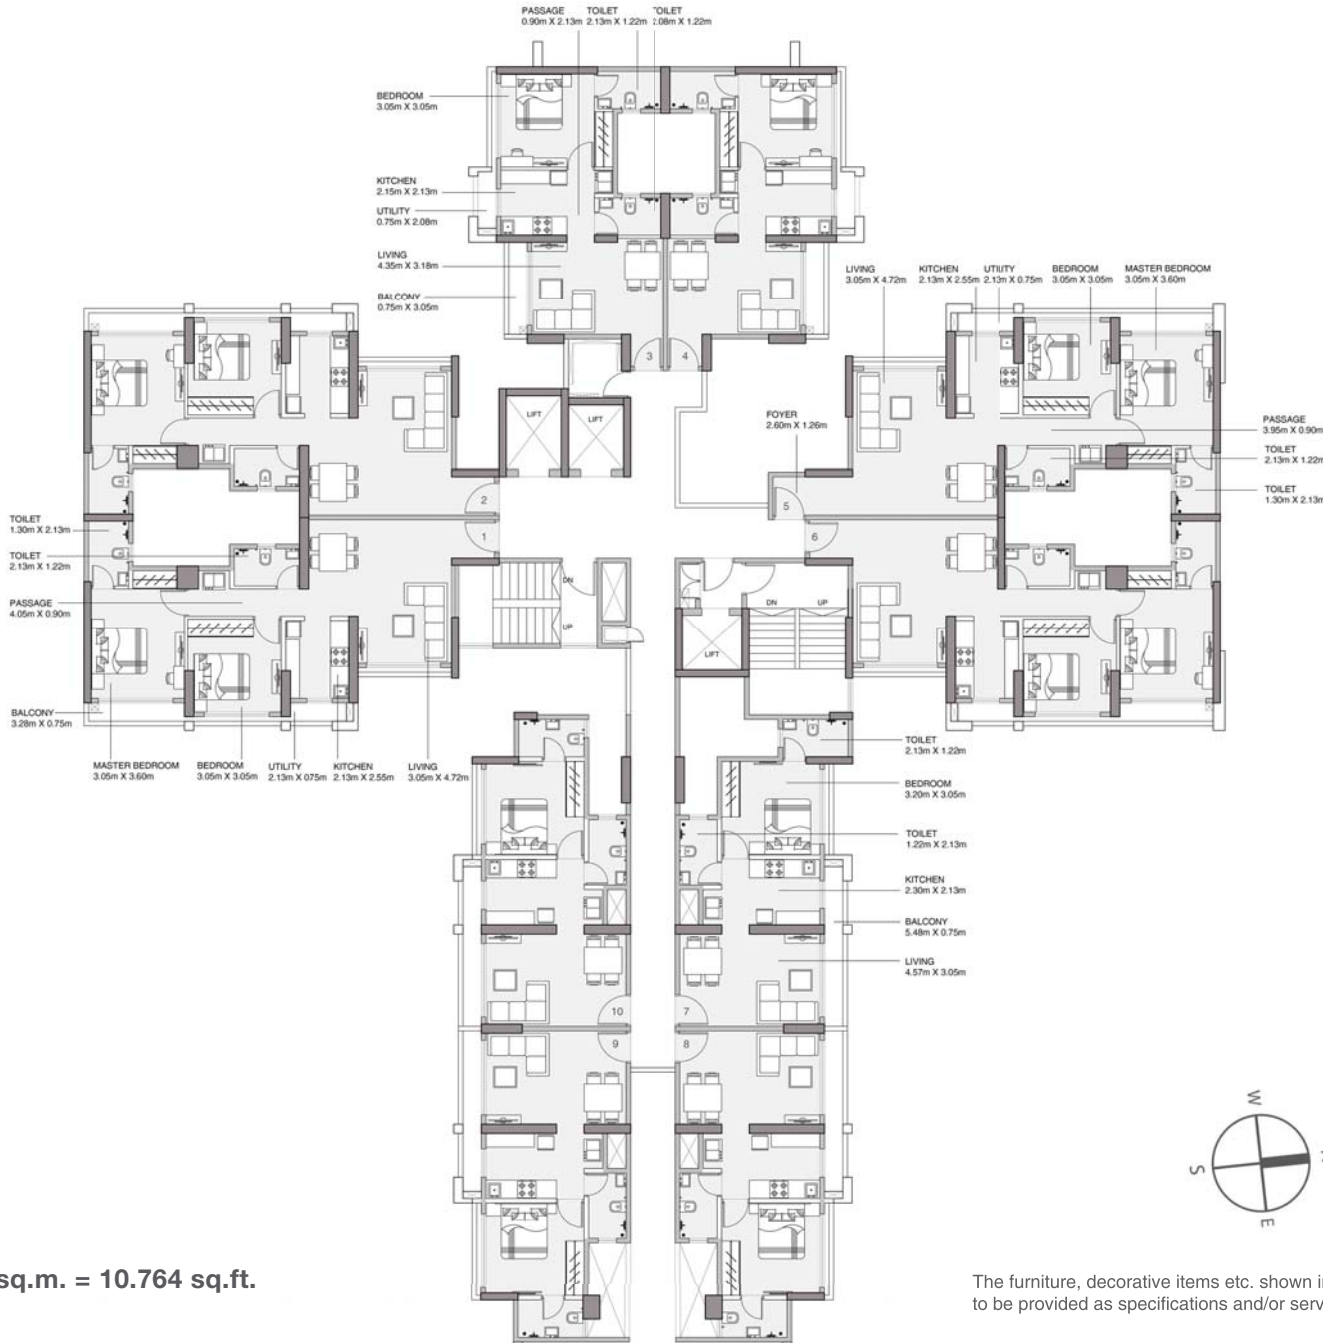 PASSAGE
0.90m X 2.13m
TOILET
2.13m X 1.22m
TOILET
2.08m X 1.22m
BEDROOM
3.05m X 3.05m
KITCHEN
2.15m X 2.13m
UTILITY
0.75m X 2.08m
LIVING
4.35m X 3.18m
BALCONY
0.75m X 3.05m
LIVING
3.05m X 4.72m
KITCHEN
2.13m X 2.55m
UTILITY
2.13m X 0.75m
BEDROOM
3.05m X 3.05m
MASTER BEDROOM
3.05m X 3.60m
3
4
LIFT
LIFT
FOYER
2.60m X 1.26m
PASSAGE
3.95m X 0.90m
TOILET
2.13m X 1.22m
TOILET
1.30m X 2.13m
2
5
1
6
TOILET
1.30m X 2.13m
TOILET
2.13m X 1.22m
PASSAGE
4.05m X 0.90m
DN
UP
DN
UP
LIFT
BALCONY
3.28m X 0.75m
MASTER BEDROOM
3.05m X 3.60m
BEDROOM
3.05m X 3.05m
UTILITY
2.13m X 075m
KITCHEN
2.13m X 2.55m
LIVING
3.05m X 4.72m
TOILET
2.13m X 1.22m
BEDROOM
3.20m X 3.05m
TOILET
1.22m X 2.13m
KITCHEN
2.30m X 2.13m
BALCONY
5.48m X 0.75m
LIVING
4.57m X 3.05m
10
7
9
8
W
S
E
sq.m. = 10.764 sq.ft.
The furniture, decorative items etc. shown
to be provided as specifications and/or